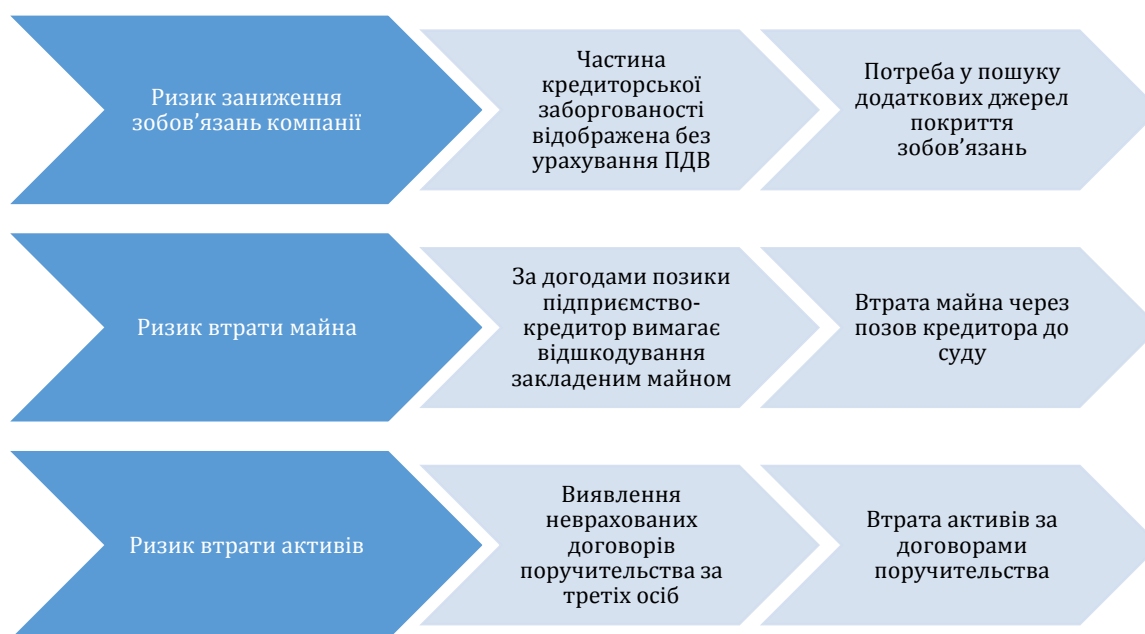 Ризик заниження
зобов’язань компанії
Частина
кредиторської
заборгованості
відображена без
урахування ПДВ
Потреба у пошуку
додаткових джерел
покриття
зобов’язань
Ризик втрати майна
За догодами позики
підприємство-
кредитор вимагає
відшкодування
закладеним майном
Втрата майна через
позов кредитора до
суду
Ризик втрати активів
Виявлення
неврахованих
договорів
поручительства за
третіх осіб
Втрата активів за
договорами
поручительства